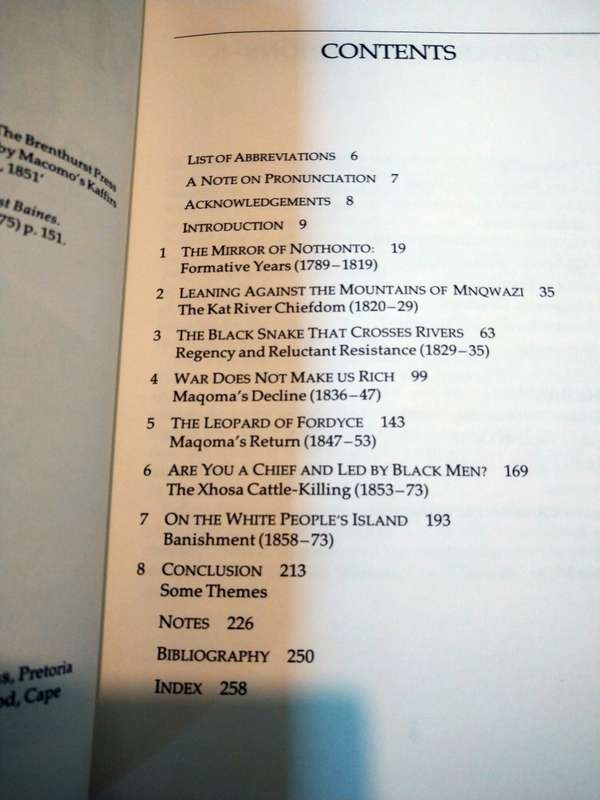 The Brenthurst Press
by Macomo's Kaffirs
, 1851'
st Baines.
75) p. 151.
ss, Pretoria
od, Cape
CONTENTS
LIST OF ABBREVIATIONS 6
A NOTE ON PRONUNCIATION 7
ACKNOWLEDGEMENTS 8
INTRODUCTION 9
1 THE MIRROR OF NOTHONTO: 19
Formative Years (1789–1819)
2 LEANING AGAINST THE MOUNTAINS OF MNQWAZI 35
The Kat River Chiefdom (1820–29)
3 THE BLACK SNAKE THAT CROSSES RIVERS 63
Regency and Reluctant Resistance (1829–35)
4 WAR DOES NOT MAKE US RICH 99
Maqoma's Decline (1836–47)
5 THE LEOPARD OF FORDYCE 143
Maqoma's Return (1847–53)
6 ARE YOU A CHIEF AND LED BY BLACK MEN? 169
The Xhosa Cattle-Killing (1853–73)
7 ON THE WHITE PEOPLE'S ISLAND 193
Banishment (1858–73)
8 CONCLUSION 213
Some Themes
NOTES 226
BIBLIOGRAPHY 250
INDEX 258